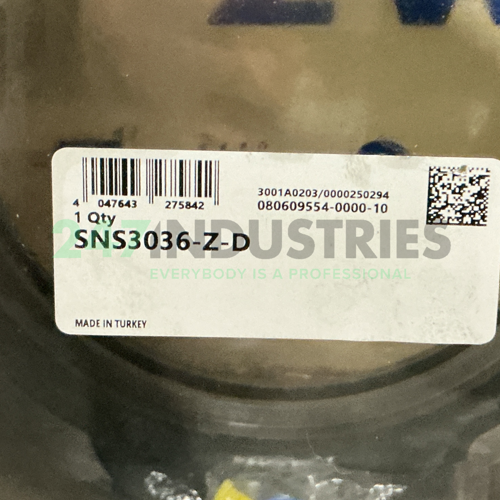 4 047643 275842
1 Qty
3001A0203/0000250294
080609554-0000-10
SNS3036-Z-D
247INDUSTRIES
EVERYBODY IS A PROFESSIONAL
MADE IN TURKEY